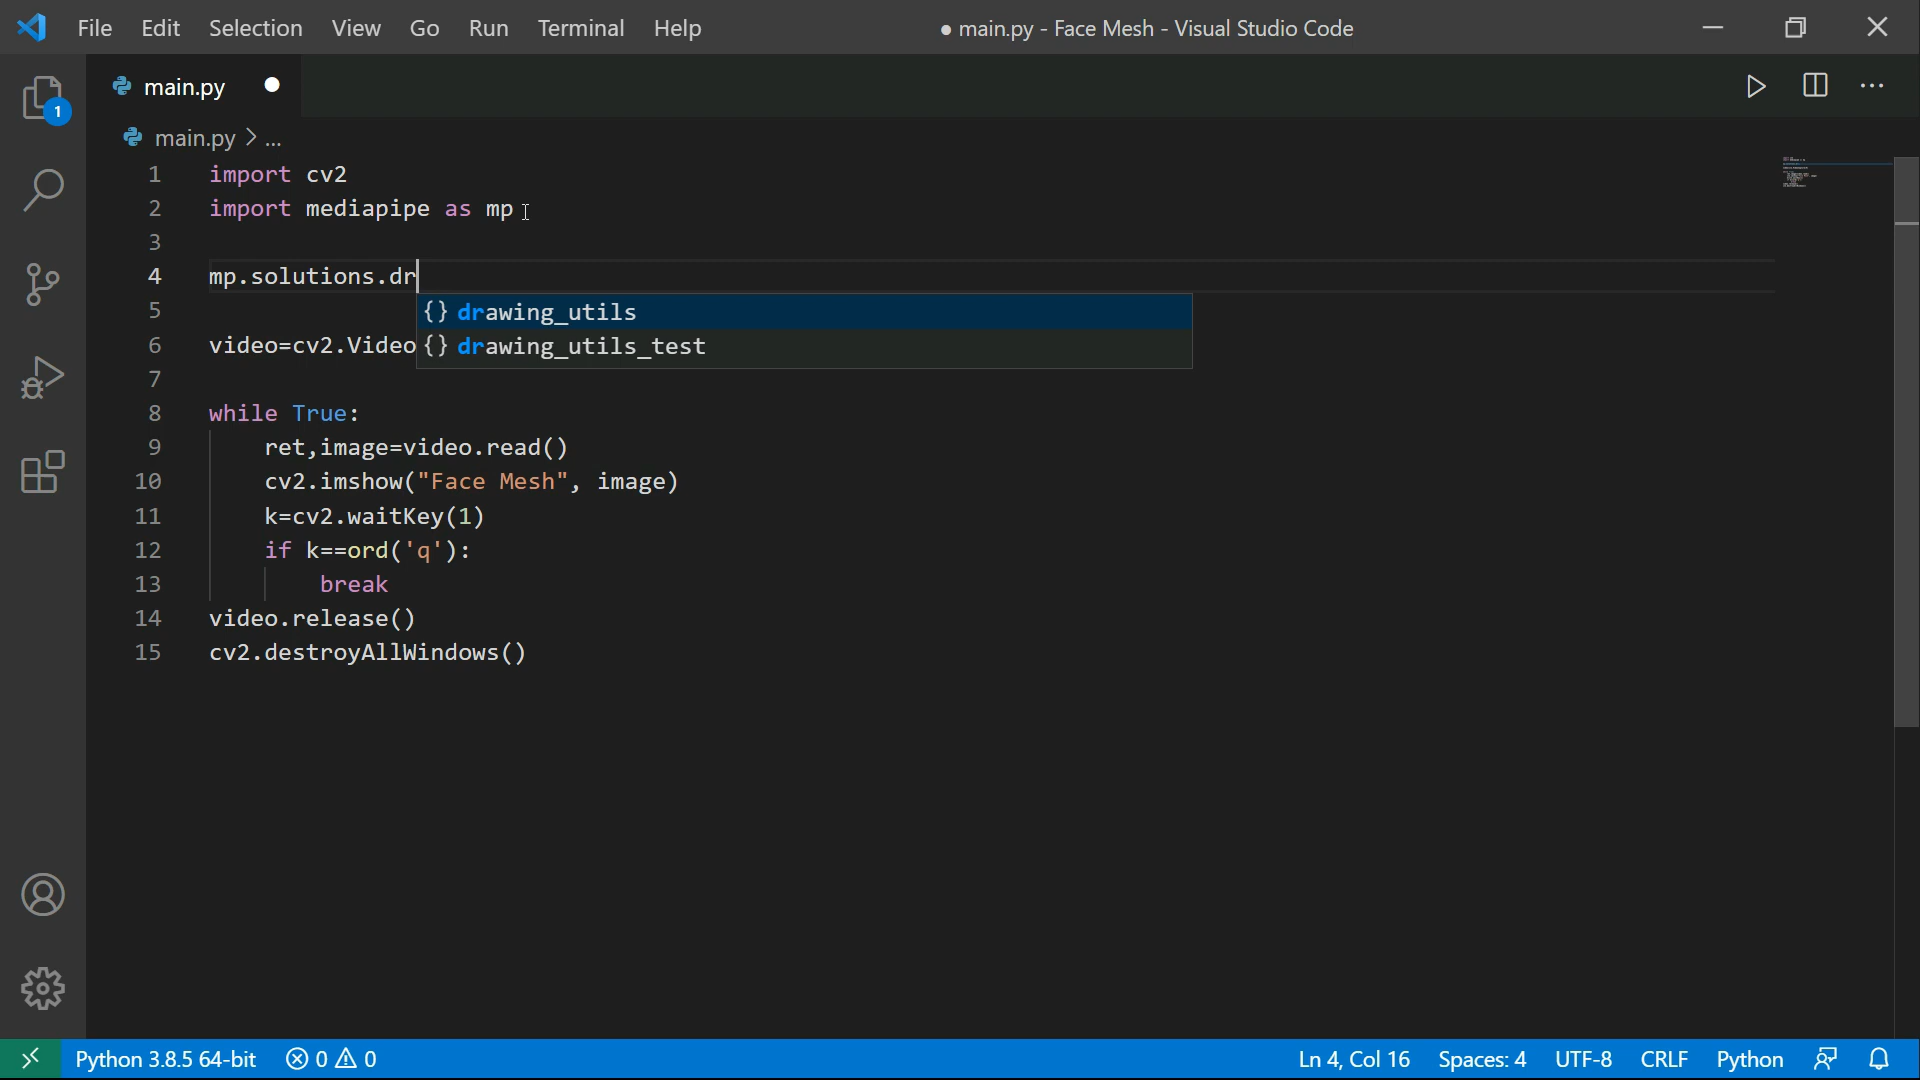 File Edit Selection View Go Run Terminal Help ● main.py - Face Mesh - Visual Studio Code
main.py ●
1
main.py > ...
1 import cv2
2 import mediapipe as mp
3
4 mp.solutions.dr
5 {} drawing_utils
6 video=cv2.Video {} drawing_utils_test
7
8 while True:
9 ret,image=video.read()
10 cv2.imshow("Face Mesh", image)
11 k=cv2.waitKey(1)
12 if k==ord('q'):
13 break
14 video.release()
15 cv2.destroyAllWindows()
Python 3.8.5 64-bit 0 0 Ln 4, Col 16 Spaces: 4 UTF-8 CRLF Python